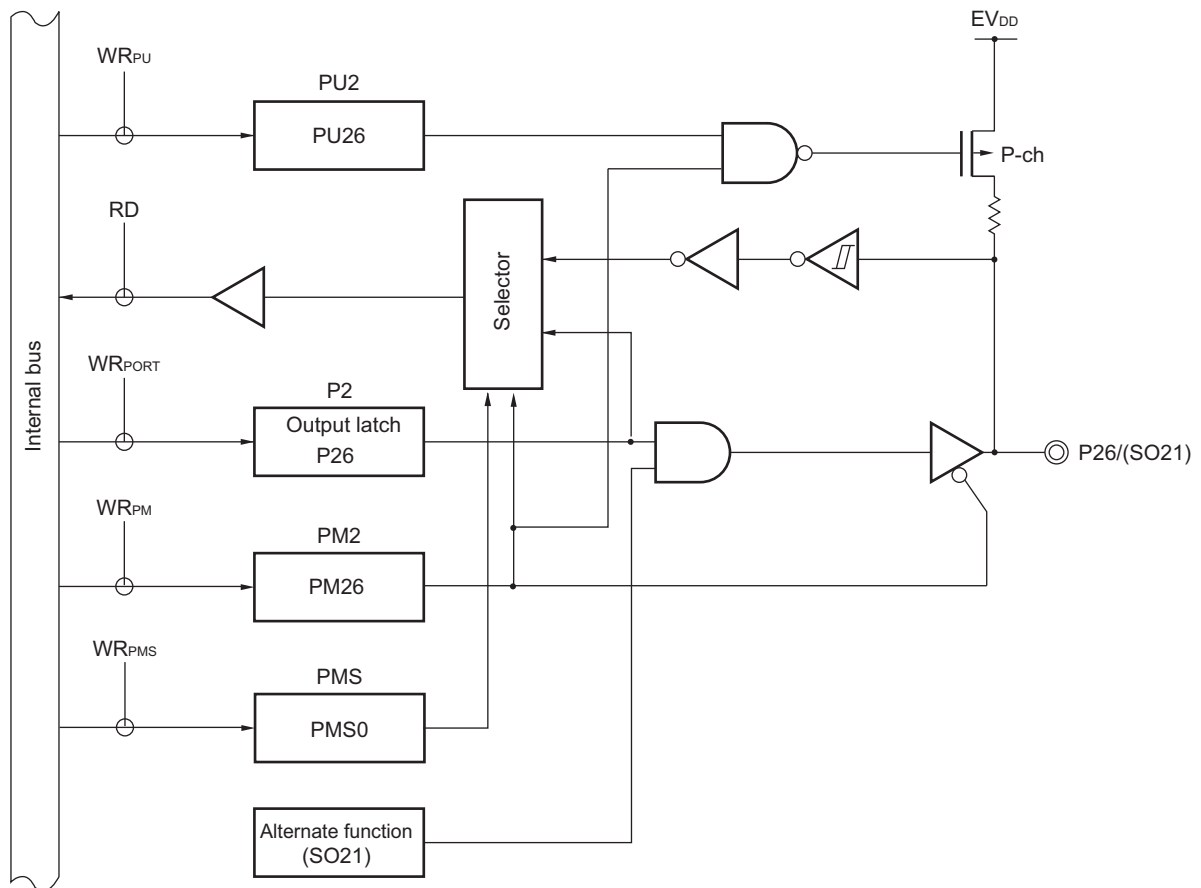 EVDD
WRPU
PU2
PU26
P-ch
RD
Selector
Internal bus
WRPORT
P2
Output latch
P26
P26/(SO21)
WRPM
PM2
PM26
WRPMS
PMS
PMS0
Alternate function
(SO21)